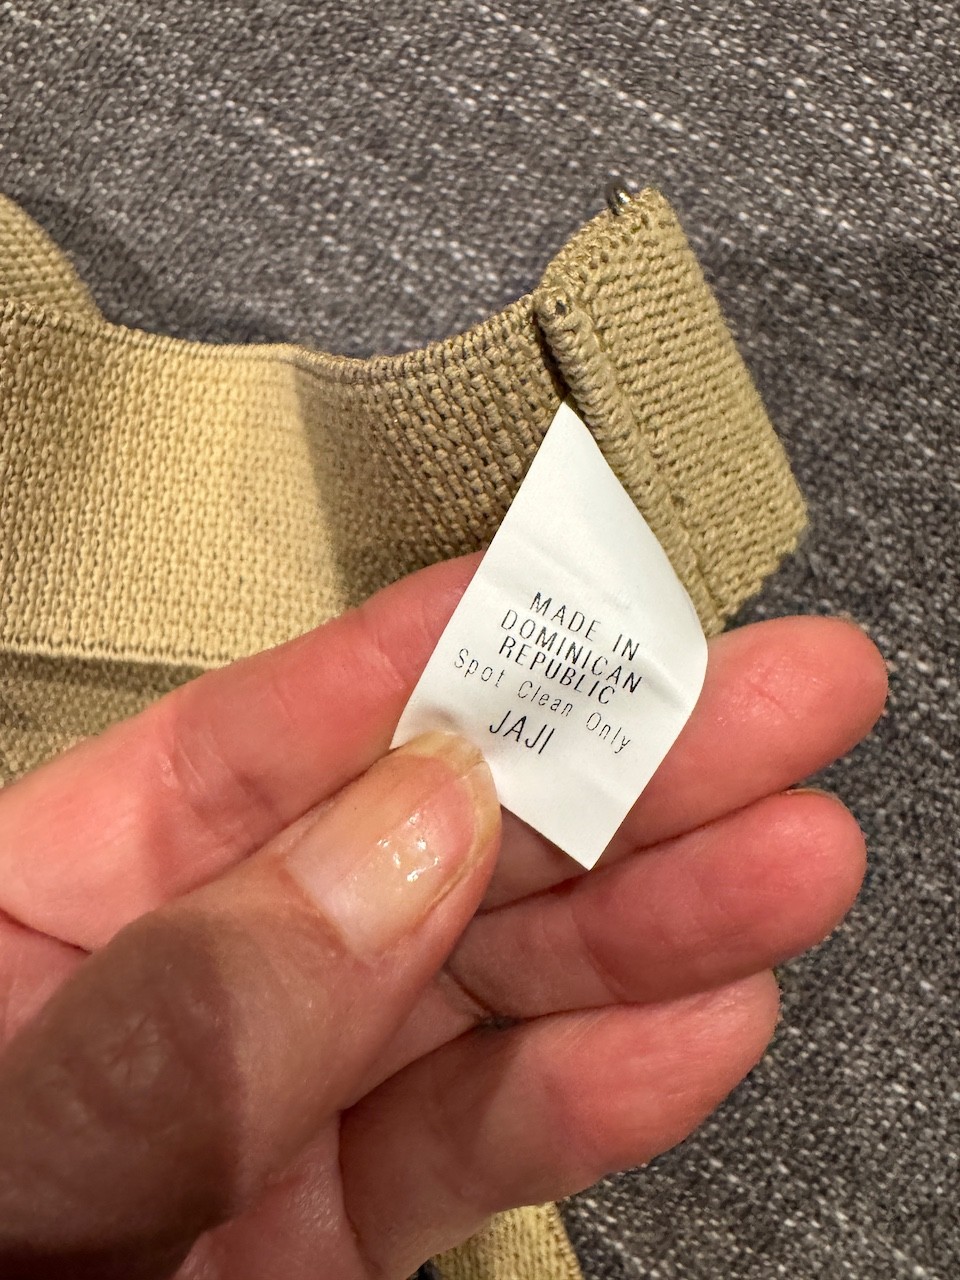 MADE IN
DOMINICAN
REPUBLIC
Spot Clean Only
JAJI